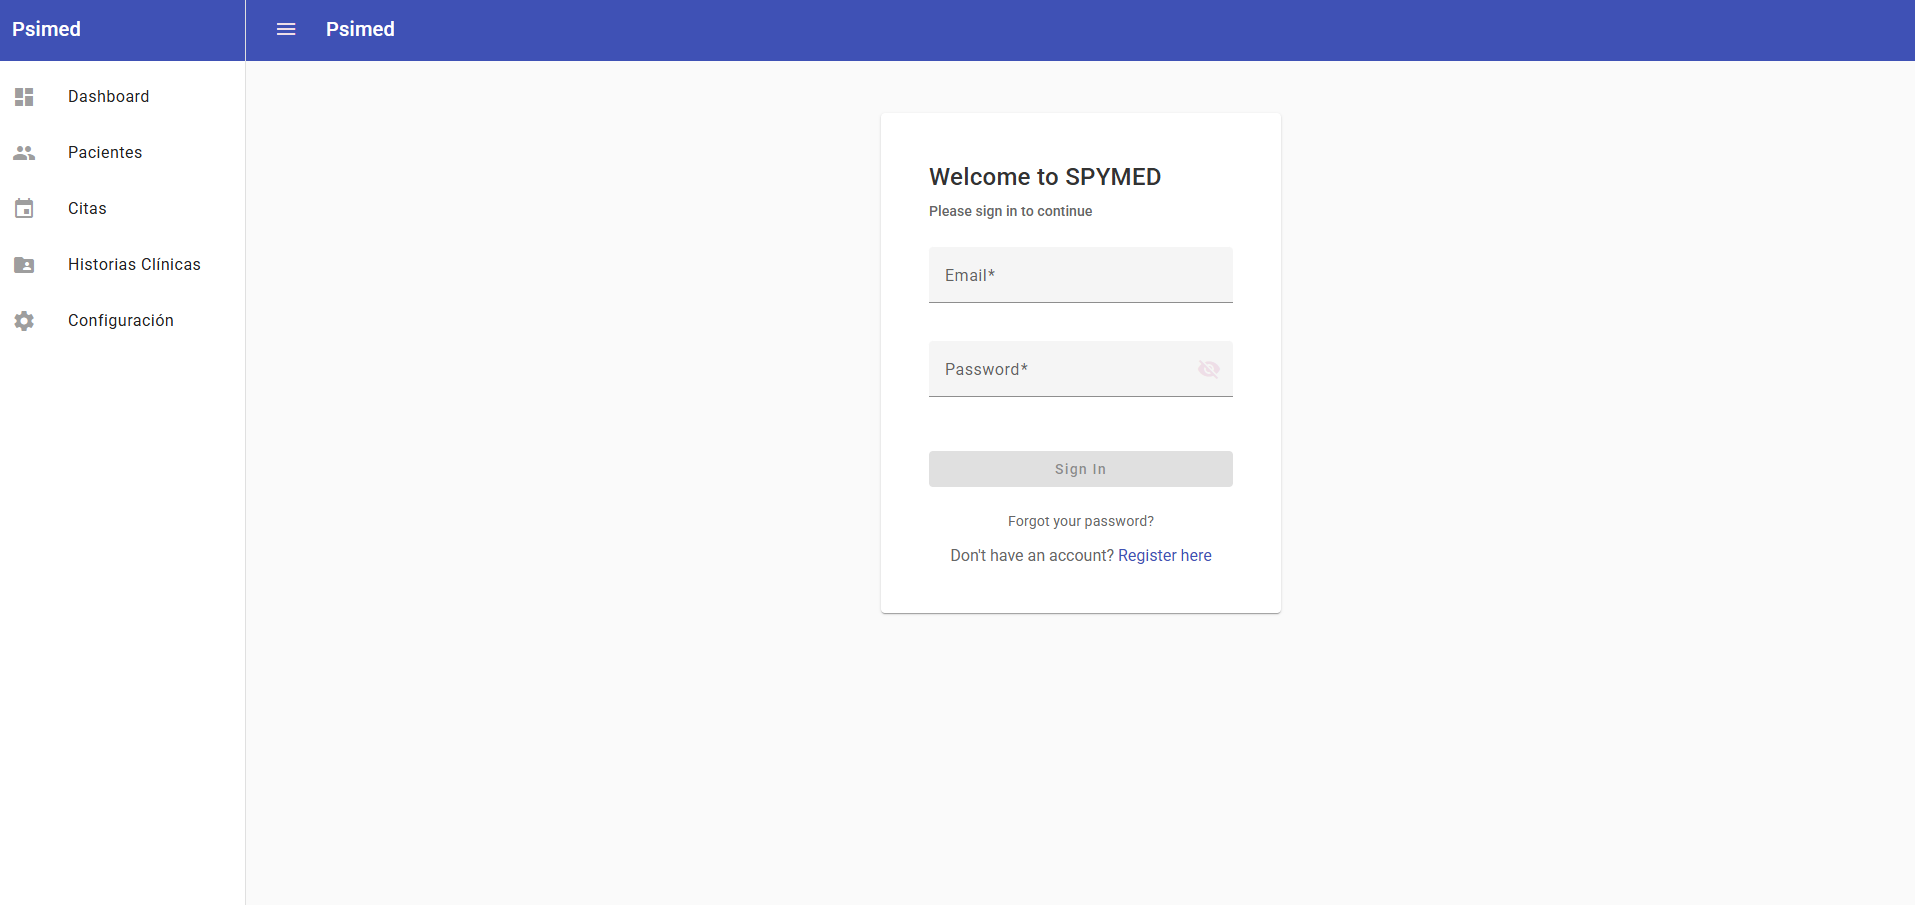 Psimed
Psimed
Dashboard
Pacientes
Citas
Historias Clínicas
Configuración
Welcome to SPYMED
Please sign in to continue
Email*
Password*
Sign In
Forgot your password?
Don't have an account? Register here